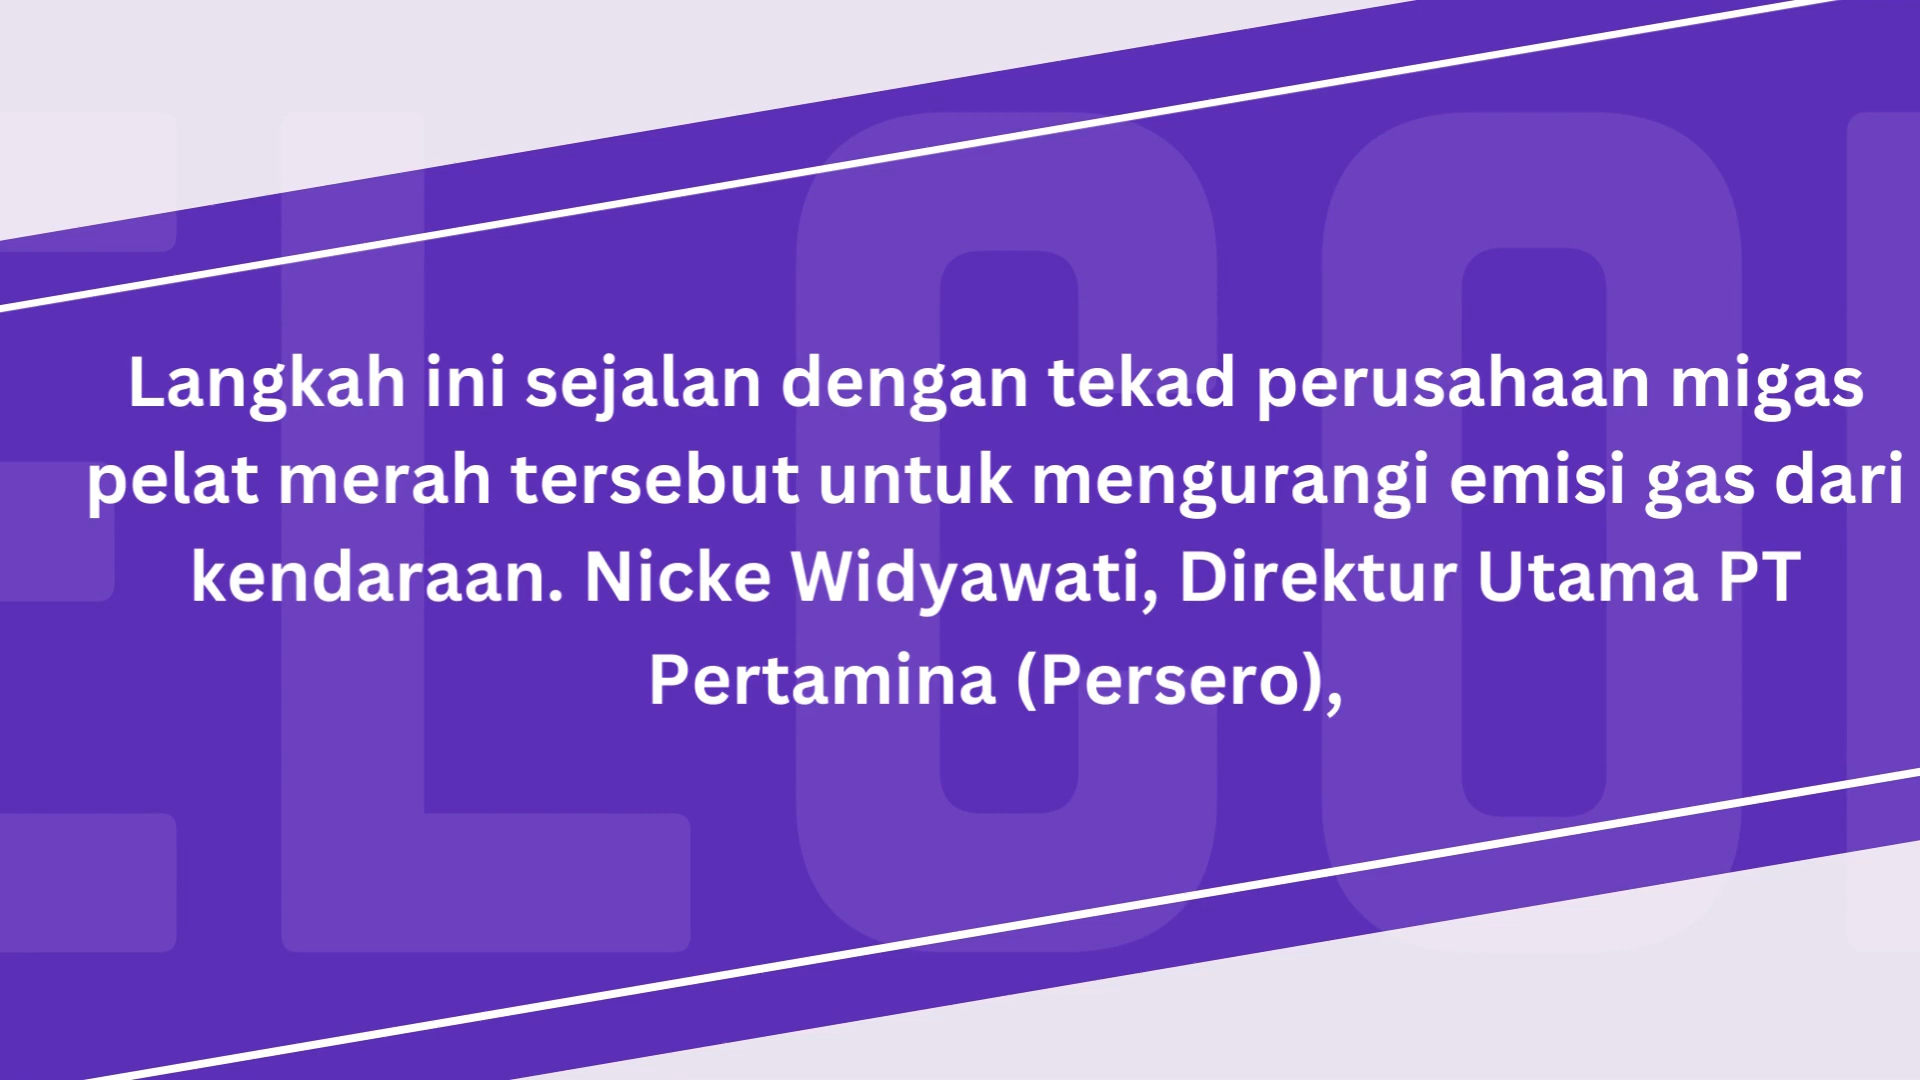 Langkah ini sejalan dengan tekad perusahaan migas
pelat merah tersebut untuk mengurangi emisi gas dari
kendaraan. Nicke Widyawati, Direktur Utama PT
Pertamina (Persero),